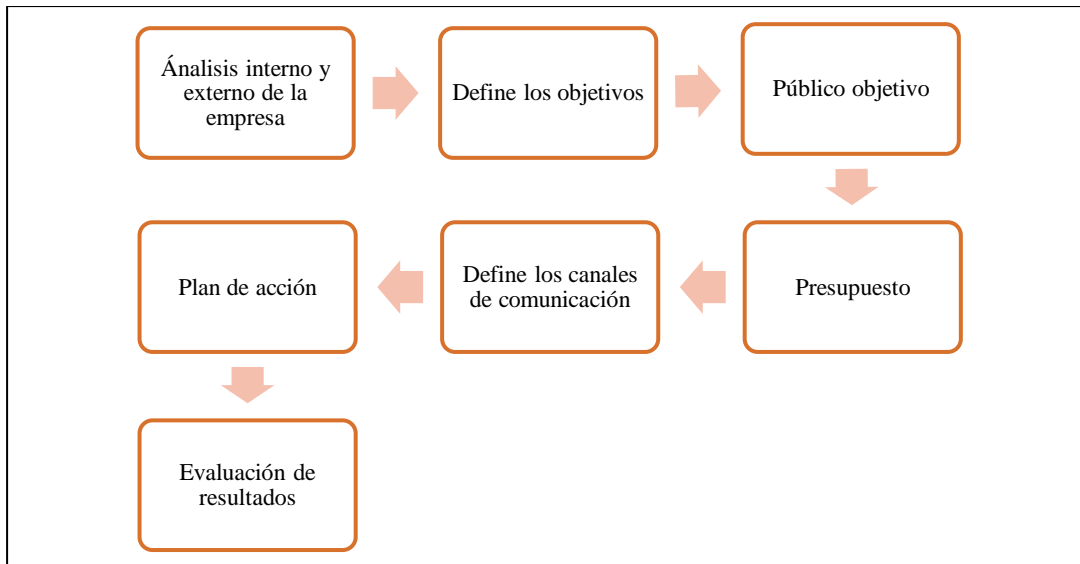 Ánalisis interno y
externo de la
empresa
Define los objetivos
Público objetivo
Presupuesto
Define los canales
de comunicación
Plan de acción
Evaluación de
resultados